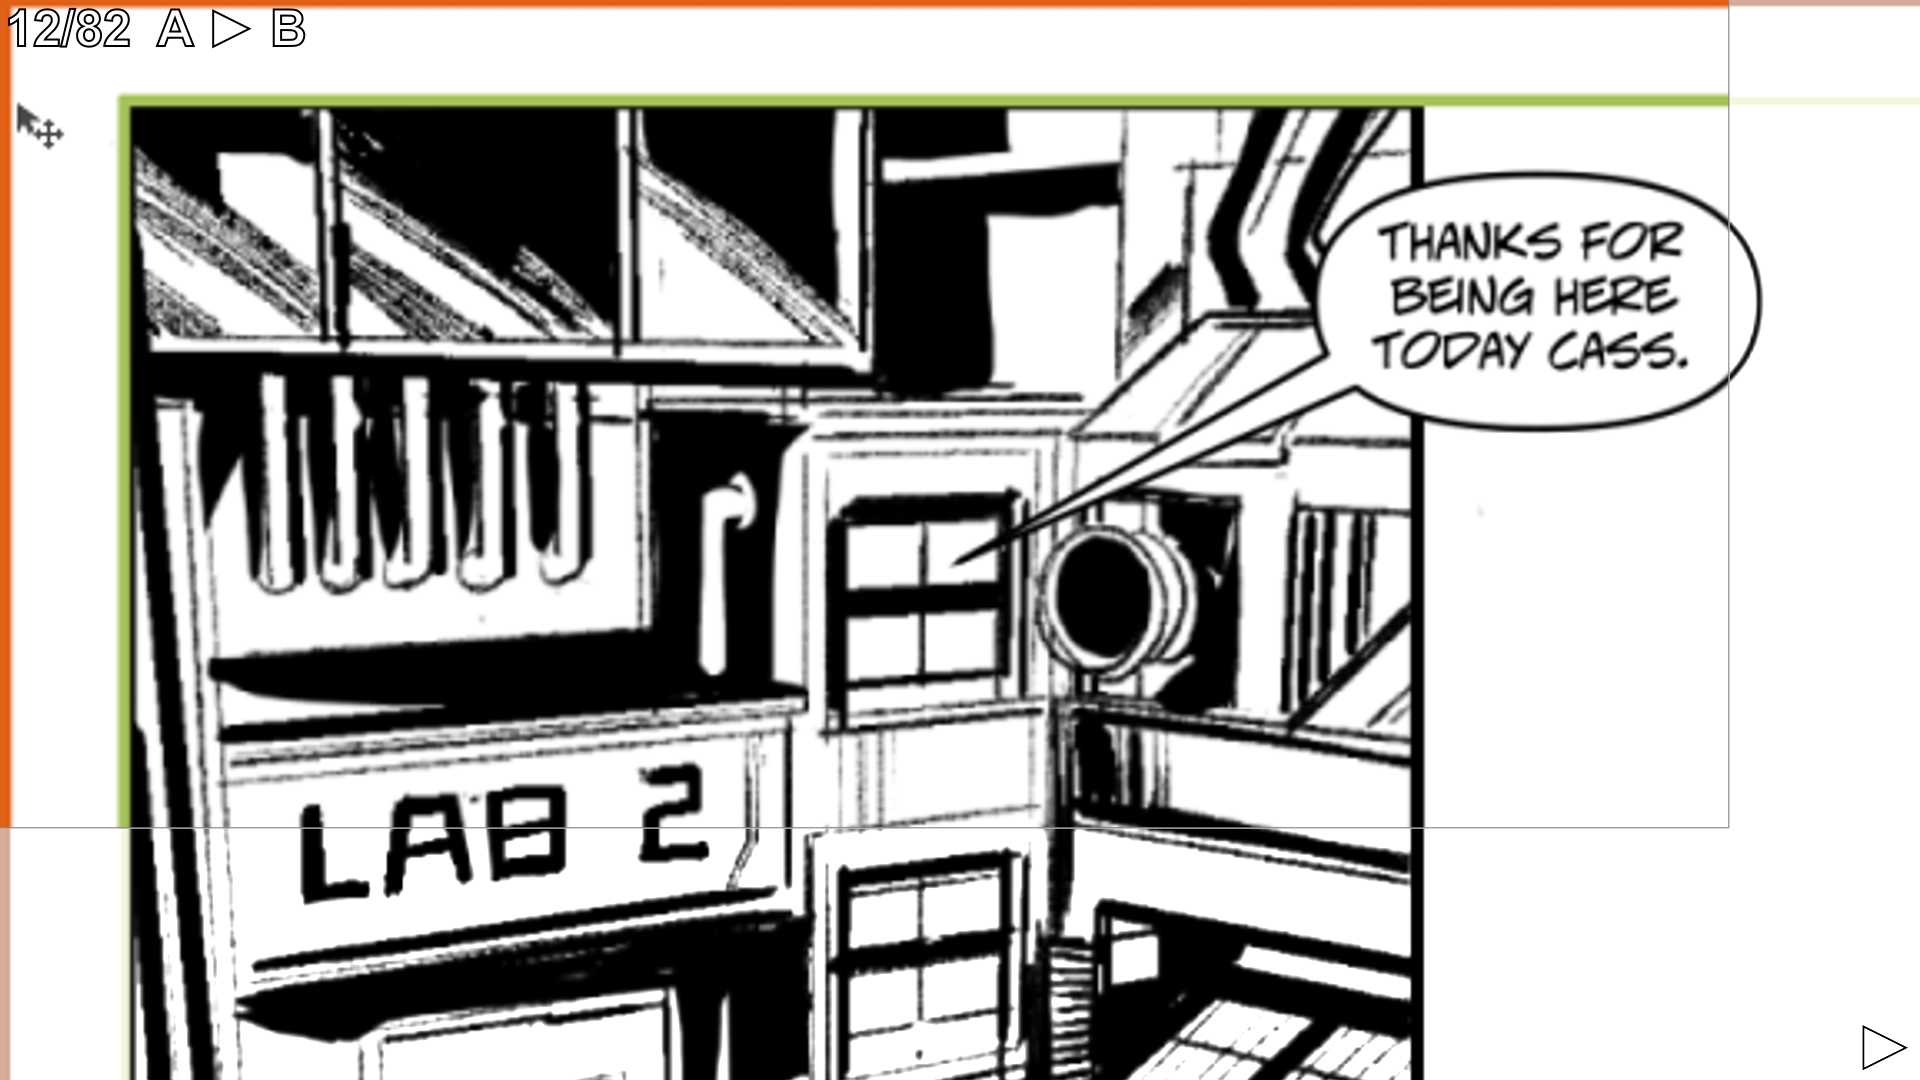 12/82 A ▷ B
THANKS FOR
BEING HERE
TODAY CASS.
LAB 2